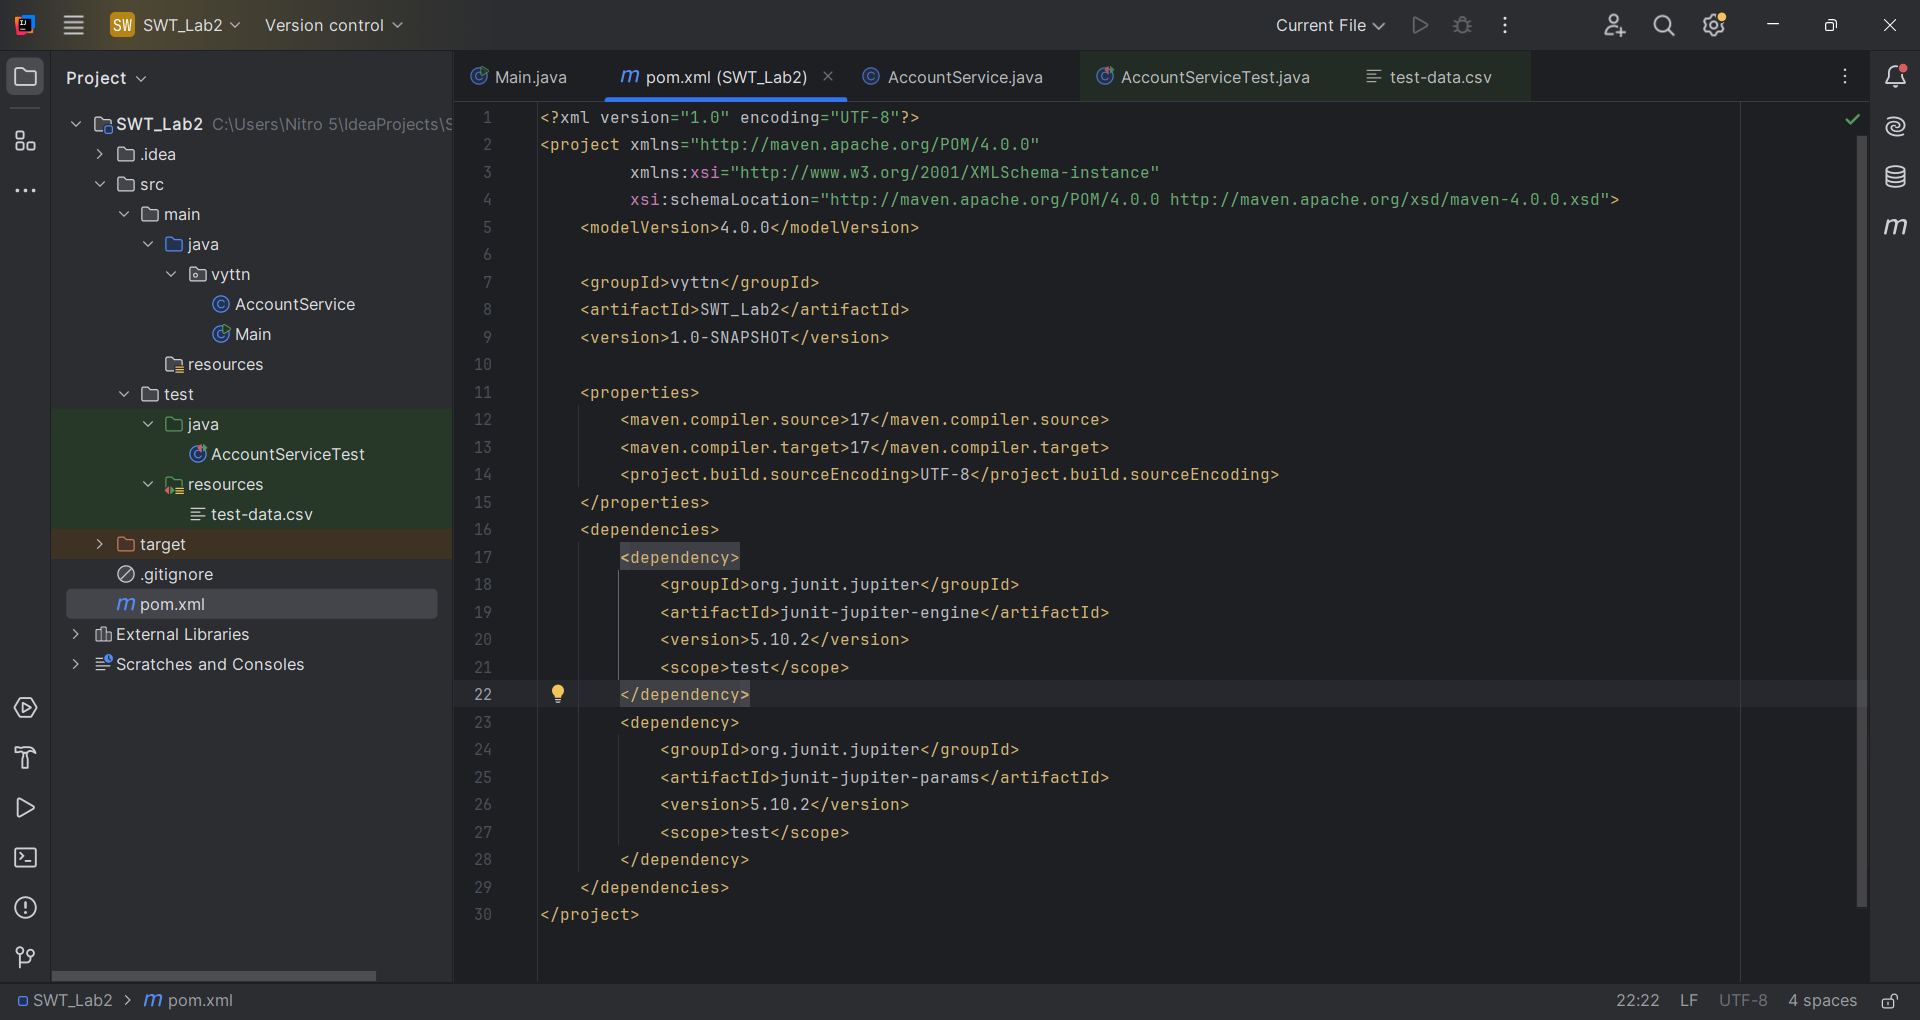 SW SWT_Lab2 Version control Current File
Project
Main.java pom.xml (SWT_Lab2) AccountService.java AccountServiceTest.java test-data.csv
SWT_Lab2 C:\Users\Nitro 5\IdeaProjects\S
.idea
src
main
java
vyttn
AccountService
Main
resources
test
java
AccountServiceTest
resources
test-data.csv
target
.gitignore
pom.xml
External Libraries
Scratches and Consoles
1 <?xml version="1.0" encoding="UTF-8"?>
2 <project xmlns="http://maven.apache.org/POM/4.0.0"
3 xmlns:xsi="http://www.w3.org/2001/XMLSchema-instance"
4 xsi:schemaLocation="http://maven.apache.org/POM/4.0.0 http://maven.apache.org/xsd/maven-4.0.0.xsd">
5 <modelVersion>4.0.0</modelVersion>
6
7 <groupId>vyttn</groupId>
8 <artifactId>SWT_Lab2</artifactId>
9 <version>1.0-SNAPSHOT</version>
10
11 <properties>
12 <maven.compiler.source>17</maven.compiler.source>
13 <maven.compiler.target>17</maven.compiler.target>
14 <project.build.sourceEncoding>UTF-8</project.build.sourceEncoding>
15 </properties>
16 <dependencies>
17 <dependency>
18 <groupId>org.junit.jupiter</groupId>
19 <artifactId>junit-jupiter-engine</artifactId>
20 <version>5.10.2</version>
21 <scope>test</scope>
22 </dependency>
23 <dependency>
24 <groupId>org.junit.jupiter</groupId>
25 <artifactId>junit-jupiter-params</artifactId>
26 <version>5.10.2</version>
27 <scope>test</scope>
28 </dependency>
29 </dependencies>
30 </project>
SWT_Lab2 > pom.xml 22:22 LF UTF-8 4 spaces